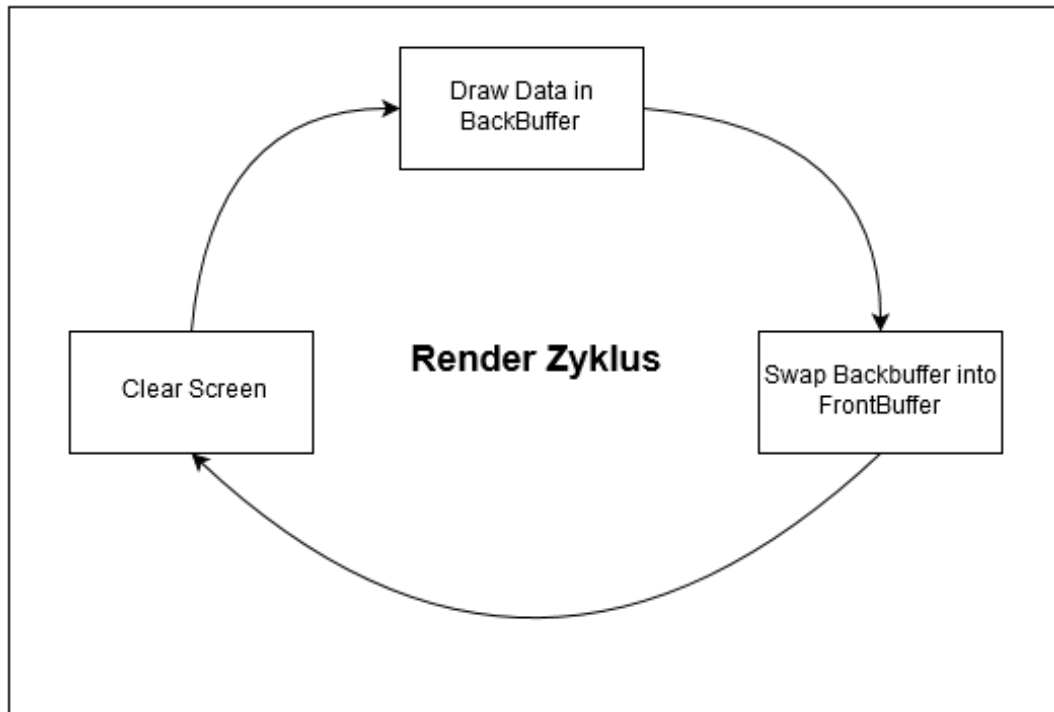 Draw Data in
BackBuffer
Render Zyklus
Clear Screen
Swap Backbuffer into
FrontBuffer